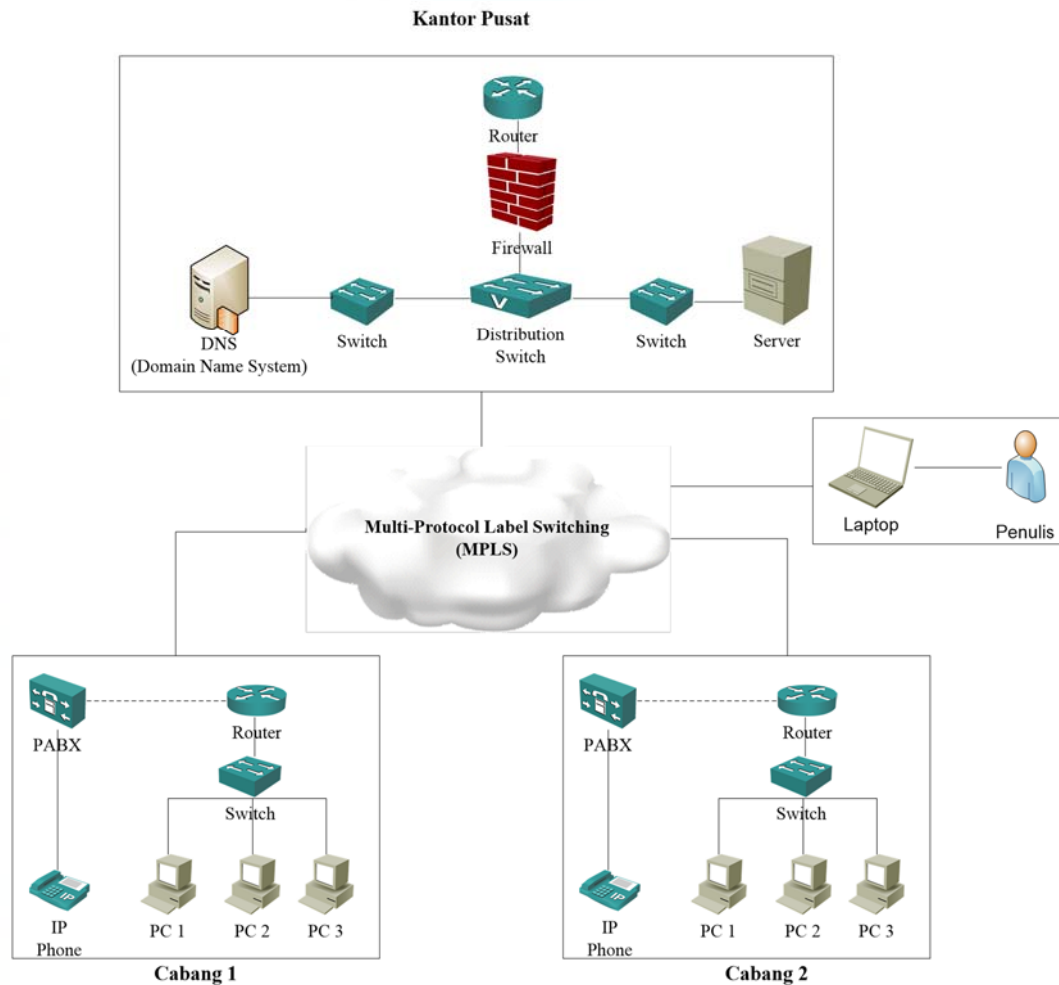 Kantor Pusat
Router
Firewall
DNS
(Domain Name System)
Switch
Distribution
Switch
Switch
Server
Multi-Protocol Label Switching
(MPLS)
Laptop
Penulis
PABX
Router
Switch
IP
IP
Phone
PC 1
PC 2
PC 3
Cabang 1
PABX
Router
Switch
IP
IP
Phone
PC 1
PC 2
PC 3
Cabang 2